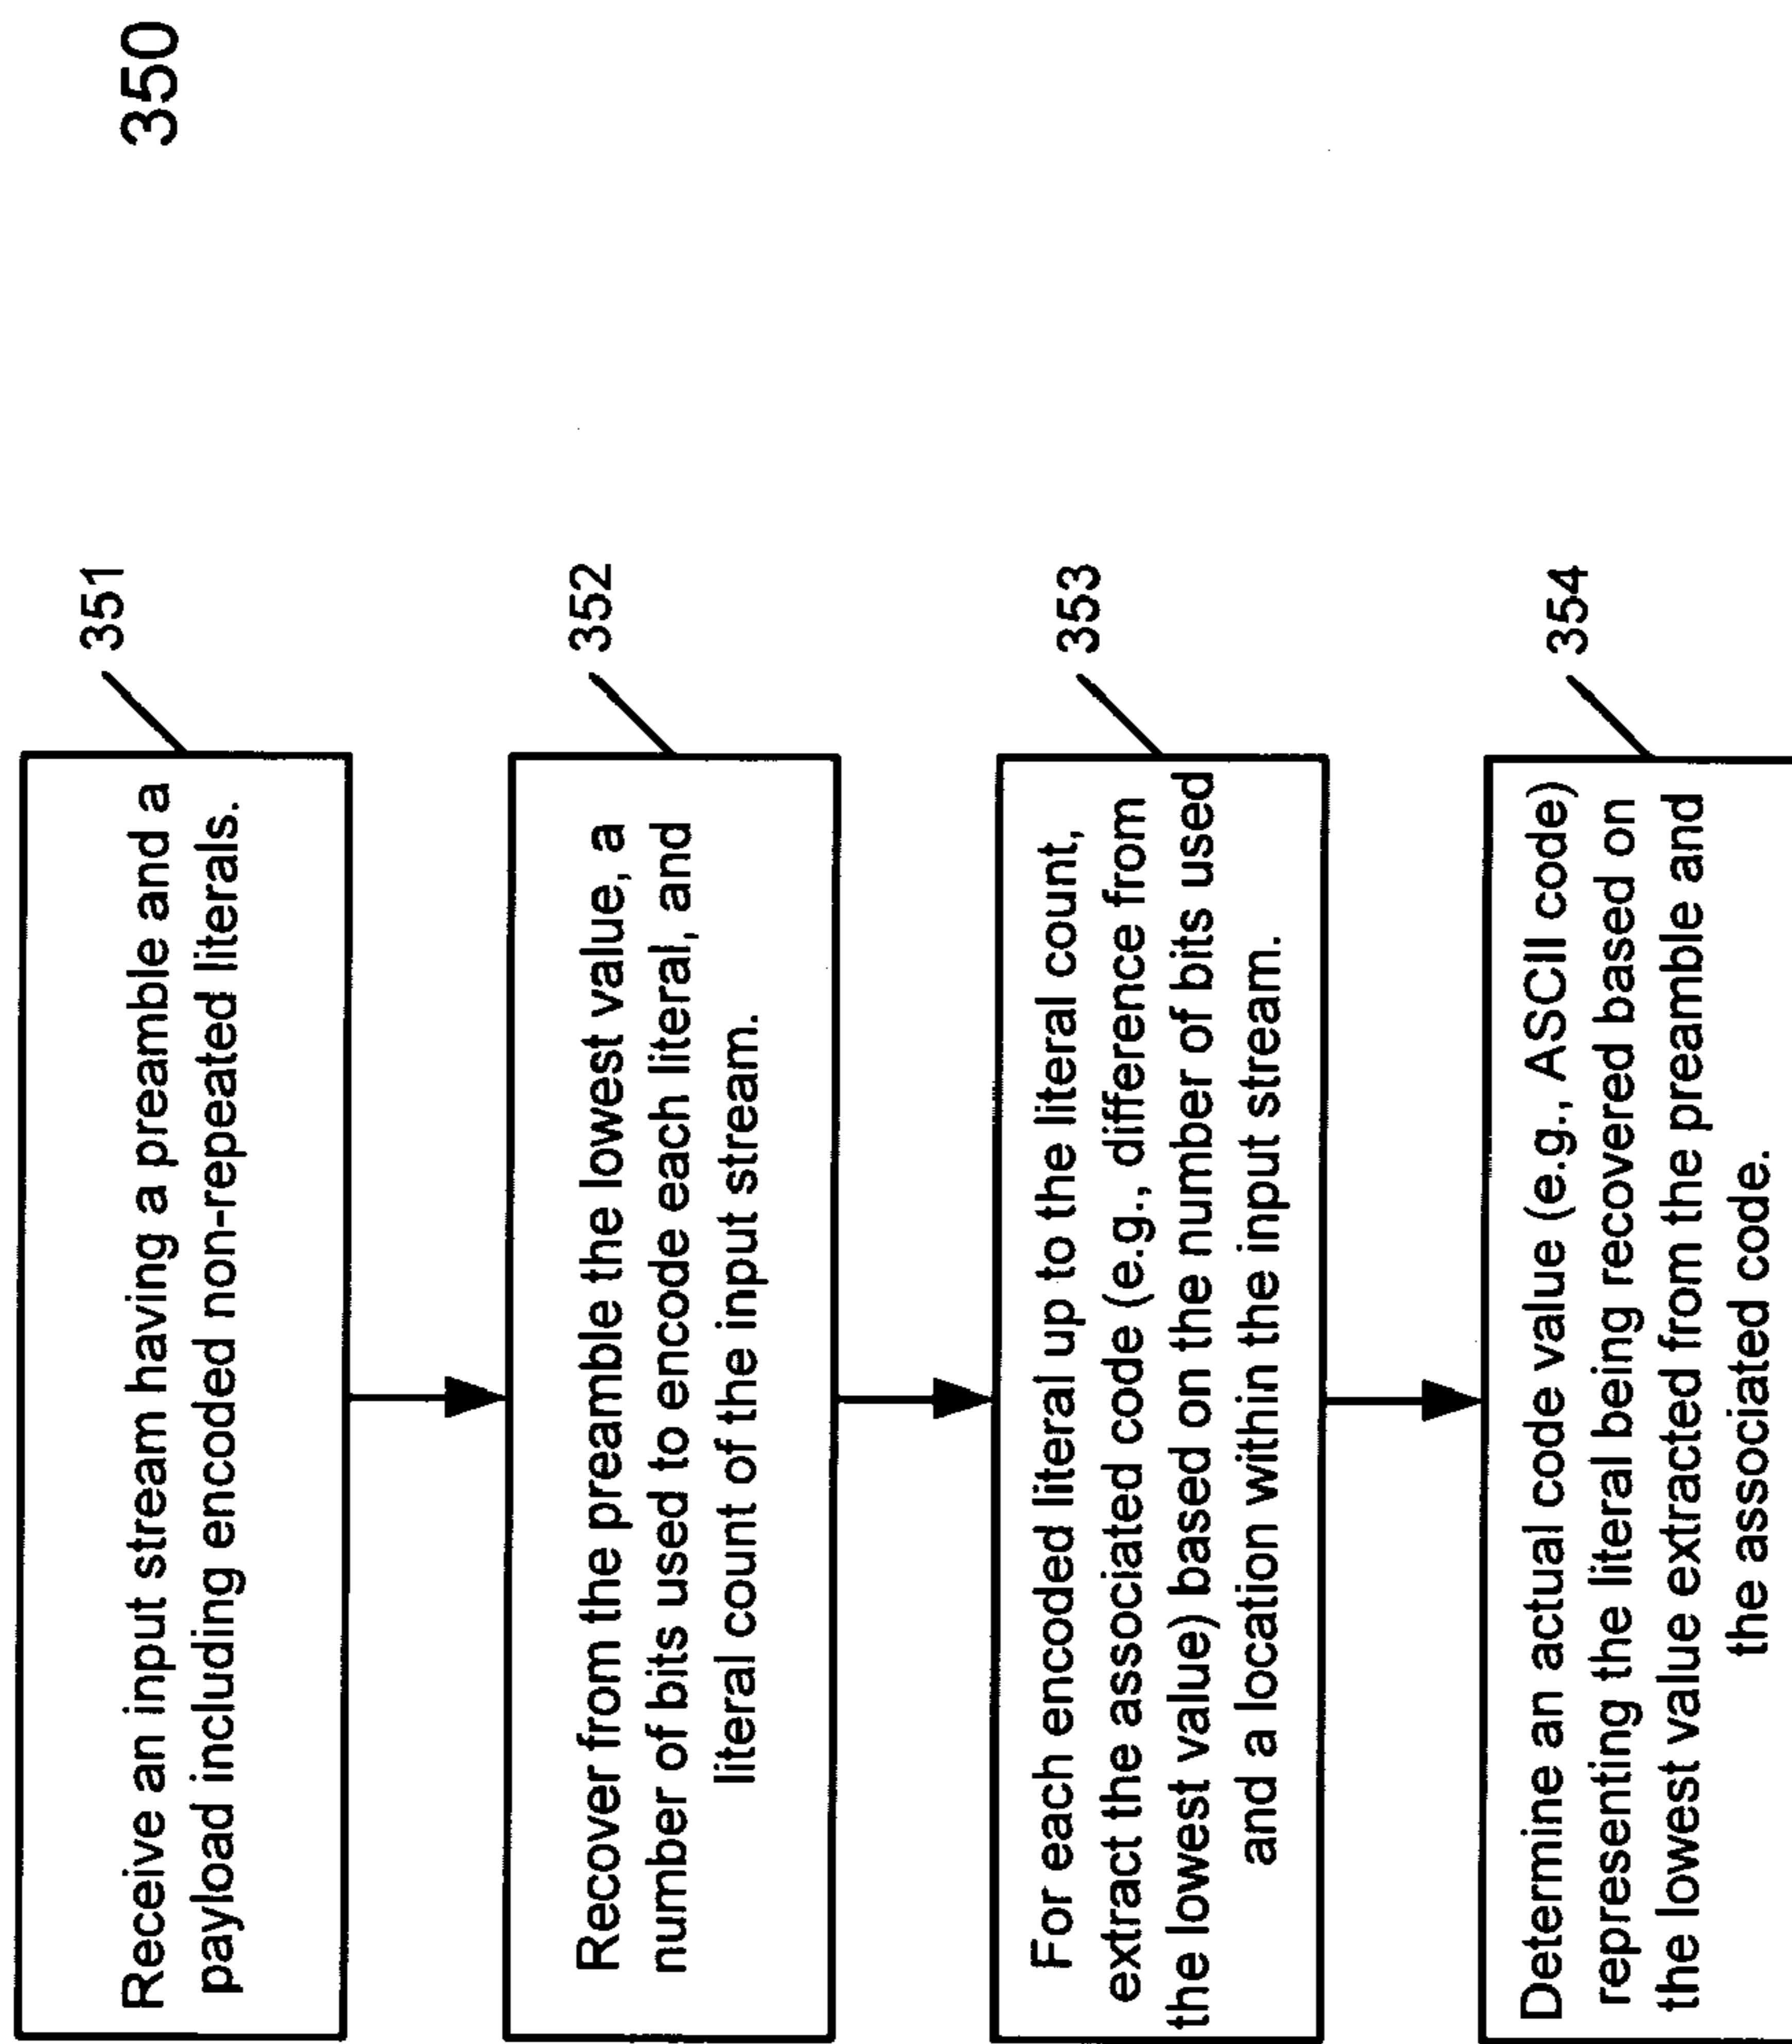 350
351
Receive an input stream having a preamble and a
payload including encoded non-repeated literals.
352
Recover from the preamble the lowest value, a
number of bits used to encode each literal, and
literal count of the input stream.
353
For each encoded literal up to the literal count,
extract the associated code (e.g., difference from
the lowest value) based on the number of bits used
and a location within the input stream.
354
Determine an actual code value (e.g., ASCII code)
representing the literal being recovered based on
the lowest value extracted from the preamble and
the associated code.